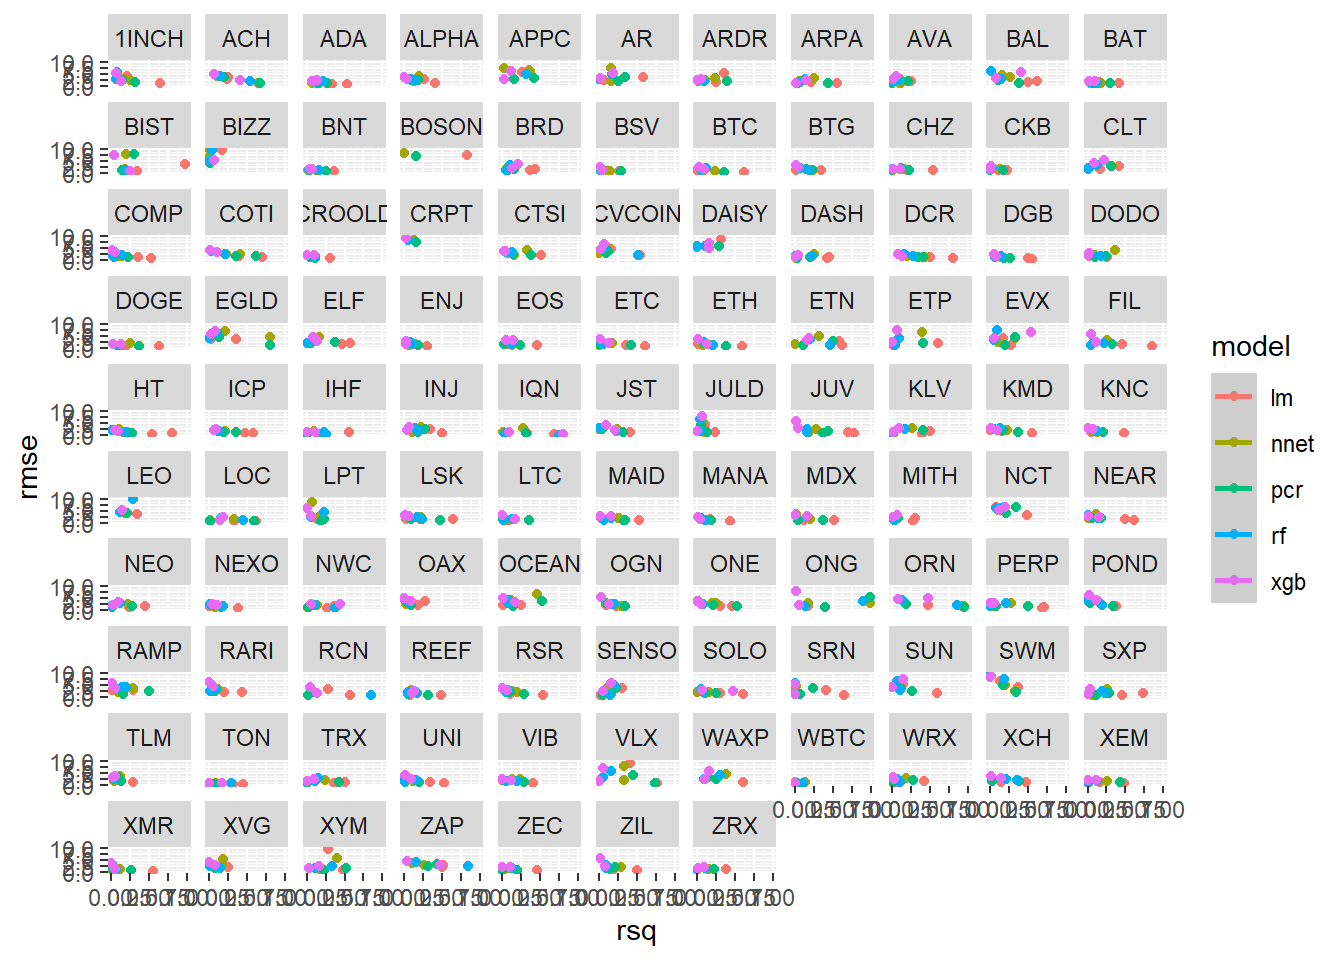 1INCH ACH ADA ALPHA APPC AR ARDR ARPA AVA BAL BAT
BIST BIZZ BNT BOSON BRD BSV BTC BTG CHZ CKB CLT
COMP COTI CROOLD CRPT CTSI CVCOIN DAISY DASH DCR DGB DODO
DOGE EGLD ELF ENJ EOS ETC ETH ETN ETP EVX FIL
HT ICP IHF INJ IQN JST JULD JUV KLV KMD KNC
LEO LOC LPT LSK LTC MAID MANA MDX MITH NCT NEAR
NEO NEXO NWC OAX OCEAN OGN ONE ONG ORN PERP POND
RAMP RARI RCN REEF RSR SENSO SOLO SRN SUN SWM SXP
TLM TON TRX UNI VIB VLX WAXP WBTC WRX XCH XEM
XMR XVG XYM ZAP ZEC ZIL ZRX
rmse
rsq
model
lm
nnet
pcr
rf
xgb